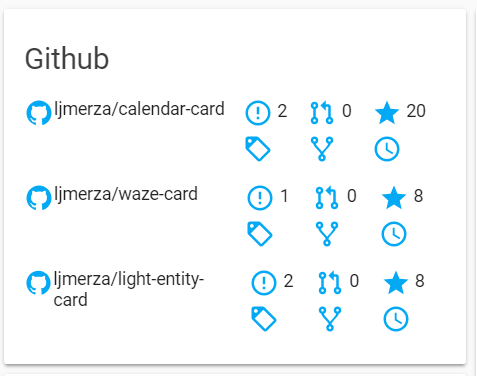 Github
ljmerza/calendar-card 2 0 20
ljmerza/waze-card 1 0 8
ljmerza/light-entity- 2 0 8
card